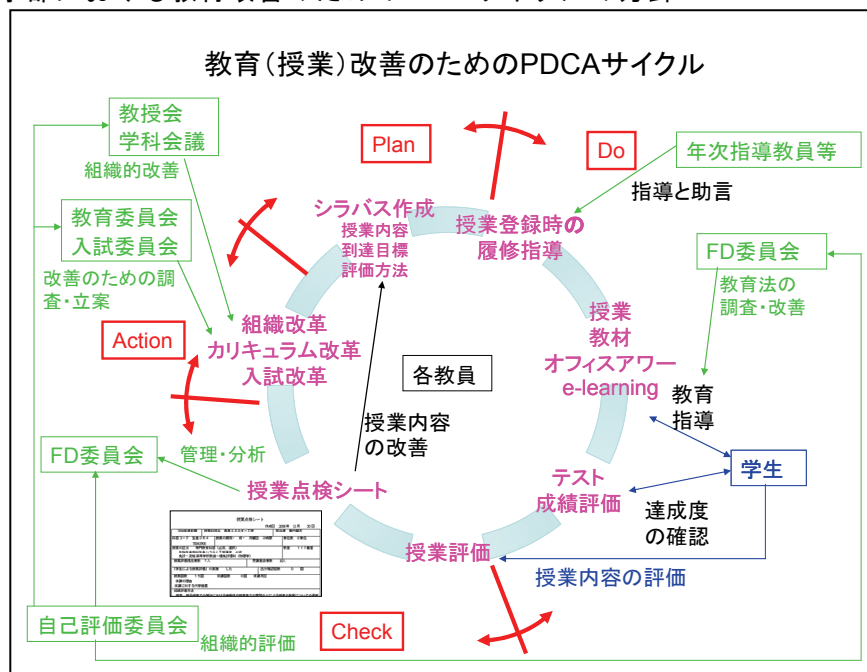 教育(授業)改善のためのPDCAサイクル
教授会
学科会議
組織的改善
Plan
Do
年次指導教員等
指導と助言
教育委員会
入試委員会
改善のための調
査・立案
シラバス作成
授業内容
到達目標
評価方法
授業登録時の
履修指導
FD委員会
教育法の
調査・改善
Action
組織改革
カリキュラム改革
入試改革
授業
教材
オフィスアワー
e-learning
各教員
教育
指導
授業内容
の改善
FD委員会
管理・分析
授業点検シート
テスト
成績評価
学生
達成度
の確認
授業点検シート
授業評価
授業内容の評価
自己評価委員会
組織的評価
Check